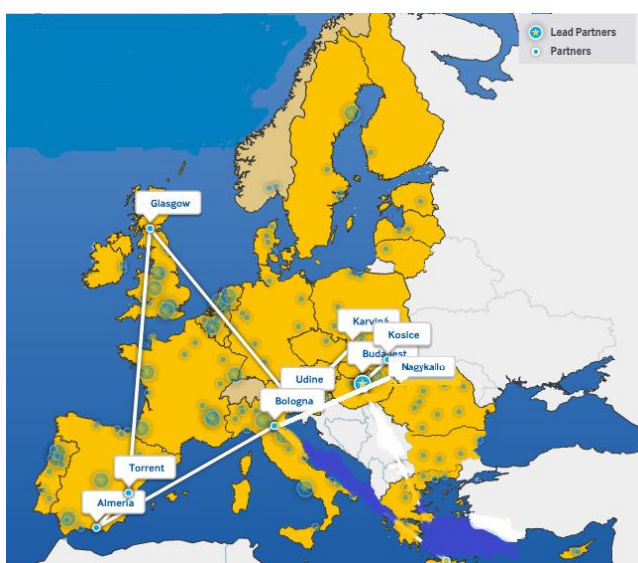 Lead Partners
Partners
Glasgow
Karviná
Kosice
Budapest
Nagykallo
Udine
Bologna
Torrent
Almeria